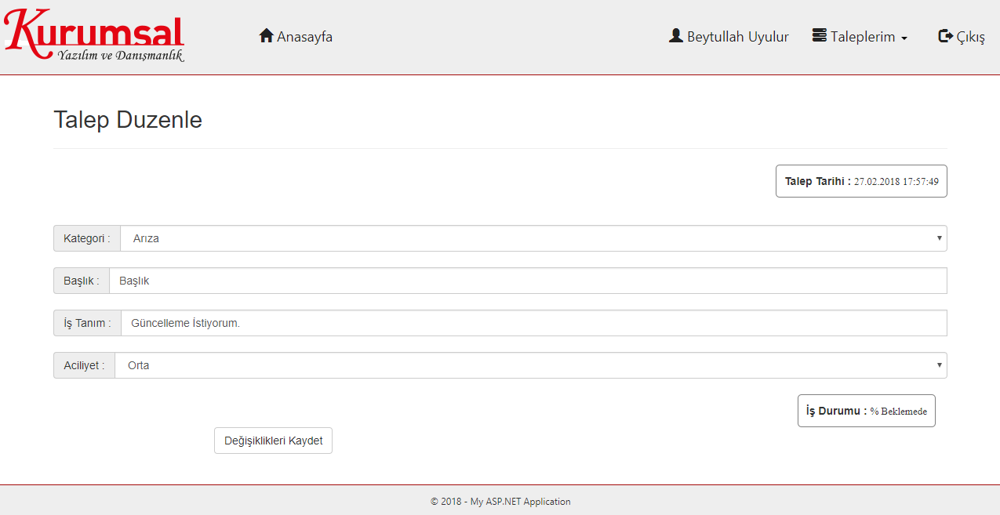 Kurumsal
Yazılım ve Danışmanlık
Anasayfa
Beytullah Uyulur
Taleplerim
Çıkış
Talep Duzenle
Talep Tarihi : 27.02.2018 17:57:49
Kategori : Arıza
Başlık : Başlık
İş Tanım : Güncelleme İstiyorum.
Aciliyet : Orta
İş Durumu : % Beklemede
Değişiklikleri Kaydet
© 2018 - My ASP.NET Application